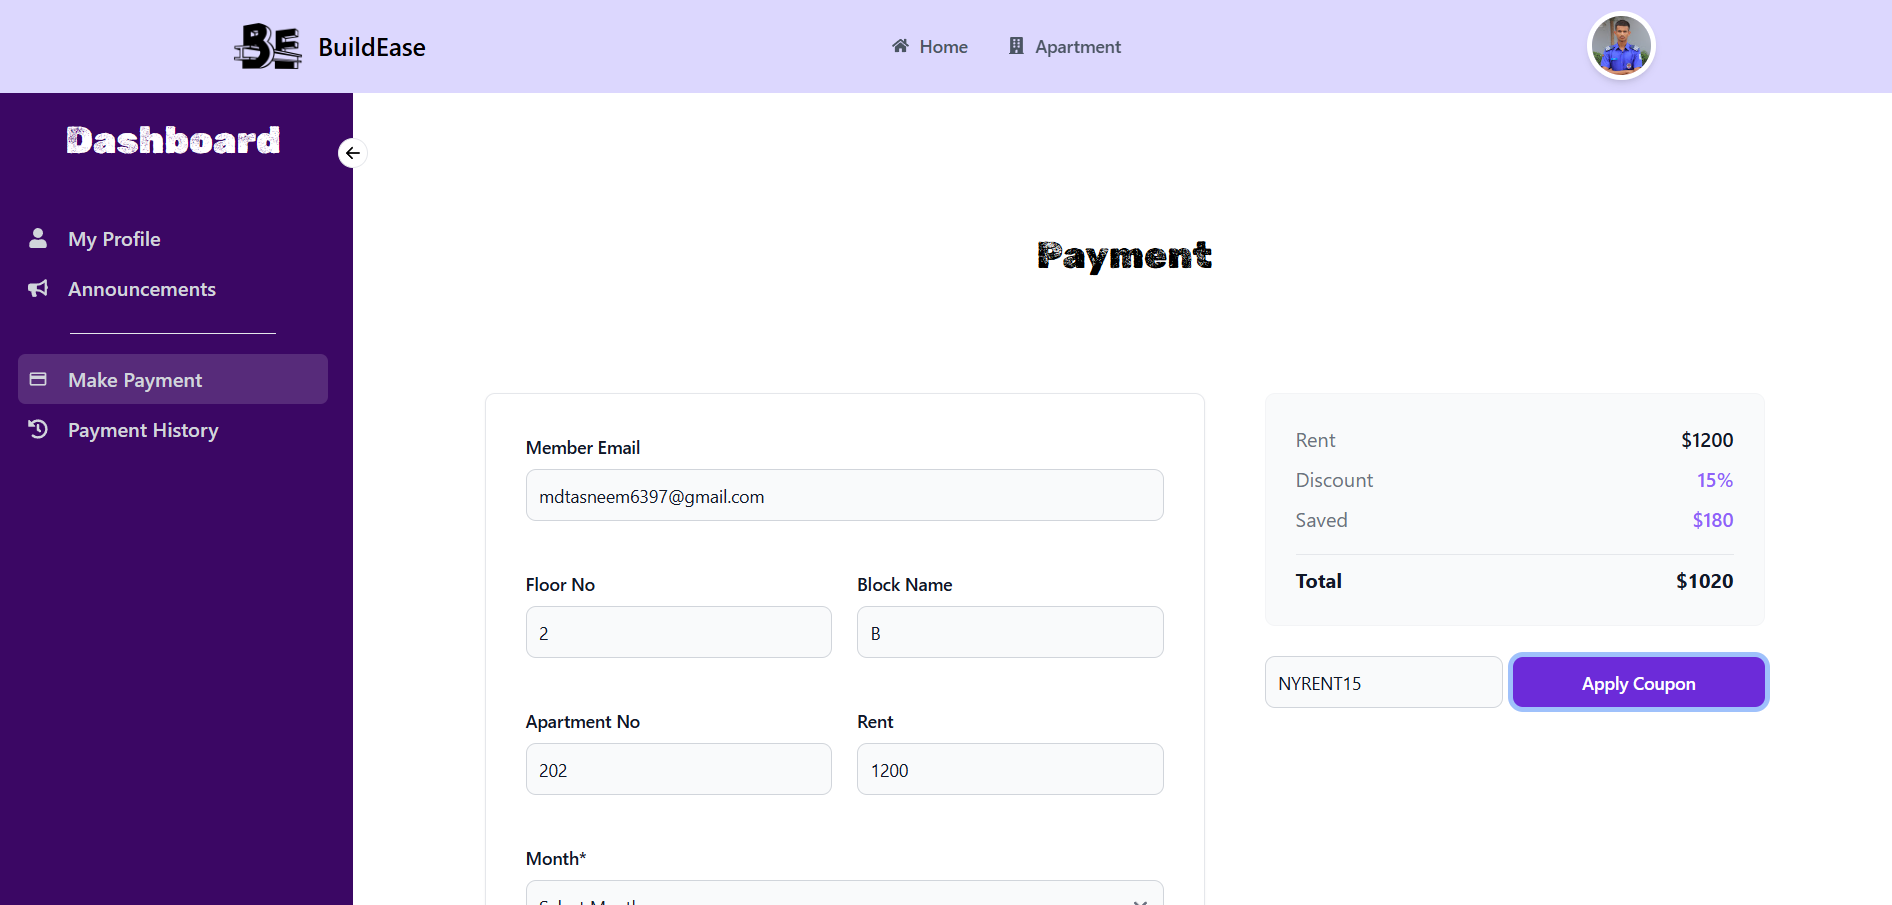 BE BuildEase
Home
Apartment
Dashboard
My Profile
Announcements
Make Payment
Payment History
Payment
Member Email
mdtasneem6397@gmail.com
Floor No
Block Name
2
B
Apartment No
Rent
202
1200
Month*
Select Month
Rent $1200
Discount 15%
Saved $180
Total $1020
NYRENT15
Apply Coupon